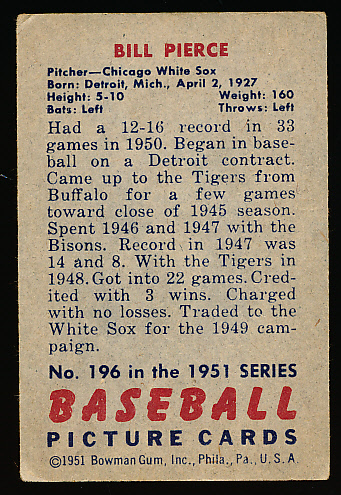 BILL PIERCE
Pitcher—Chicago White Sox
Born: Detroit, Mich., April 2, 1927
Height: 5-10 Weight: 160
Bats: Left Throws: Left
Had a 12-16 record in 33
games in 1950. Began in base-
ball on a Detroit contract.
Came up to the Tigers from
Buffalo for a few games
toward close of 1945 season.
Spent 1946 and 1947 with the
Bisons. Record in 1947 was
14 and 8. With the Tigers in
1948. Got into 22 games. Cred-
ited with 3 wins. Charged
with no losses. Traded to the
White Sox for the 1949 cam-
paign.
No. 196 in the 1951 SERIES
BASEBALL
PICTURE CARDS
©1951 Bowman Gum, Inc., Phila., Pa., U.S.A.